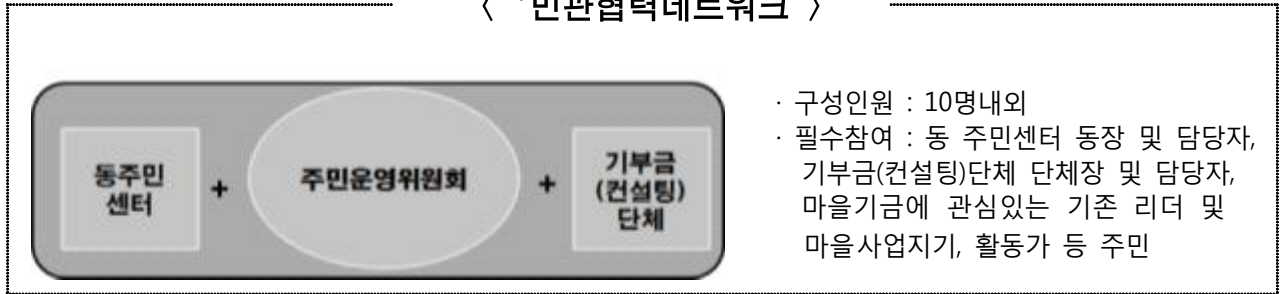 〈 '민관협력네트워크 〉
동주민
센터
+
주민운영위원회
+
기부금
(컨설팅)
단체
· 구성인원 : 10명내외
· 필수참여 : 동 주민센터 동장 및 담당자,
기부금(컨설팅)단체 단체장 및 담당자,
마을기금에 관심있는 기존 리더 및
마을사업지기, 활동가 등 주민